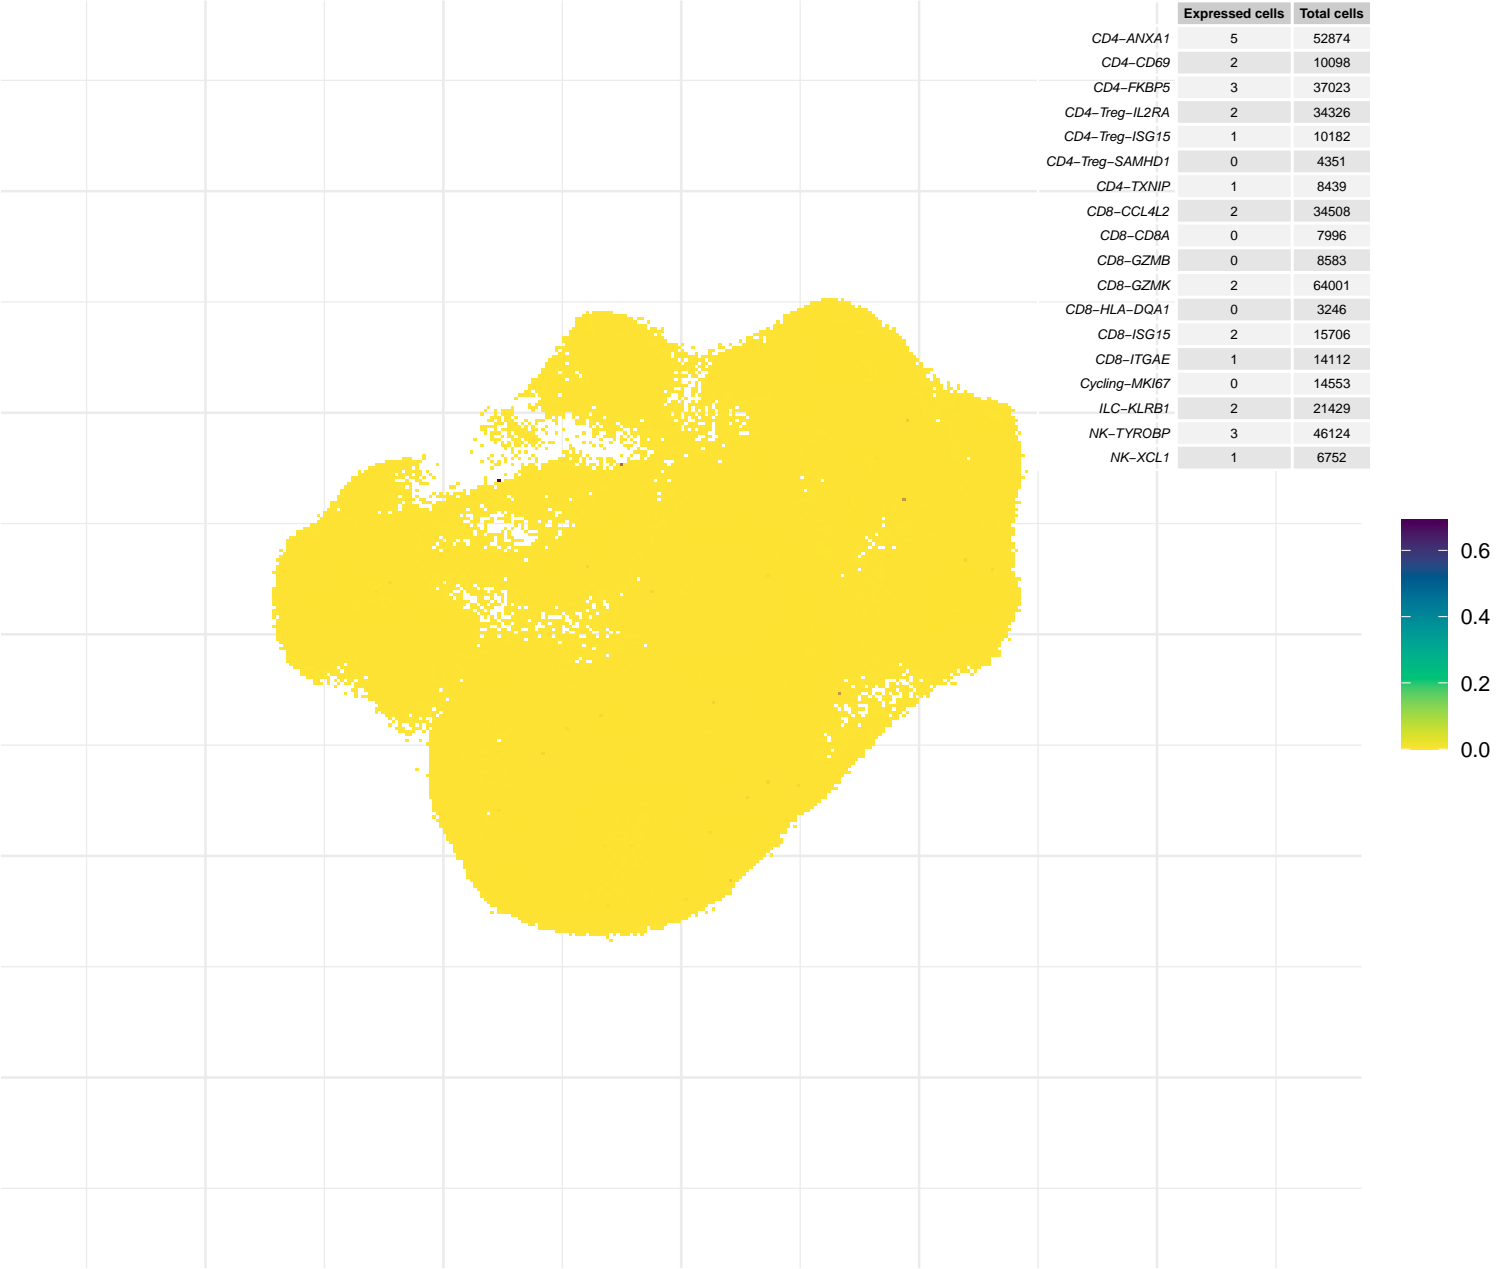 Expressed cells Total cells
CD4−ANXA1 5 52874
CD4−CD69 2 10098
CD4−FKBP5 3 37023
CD4−Treg−IL2RA 2 34326
CD4−Treg−ISG15 1 10182
CD4−Treg−SAMHD1 0 4351
CD4−TXNIP 1 8439
CD8−CCL4L2 2 34508
CD8−CD8A 0 7996
CD8−GZMB 0 8583
CD8−GZMK 2 64001
CD8−HLA−DQA1 0 3246
CD8−ISG15 2 15706
CD8−ITGAE 1 14112
Cycling−MKI67 0 14553
ILC−KLRB1 2 21429
NK−TYROBP 3 46124
NK−XCL1 1 6752
0.6
0.4
0.2
0.0